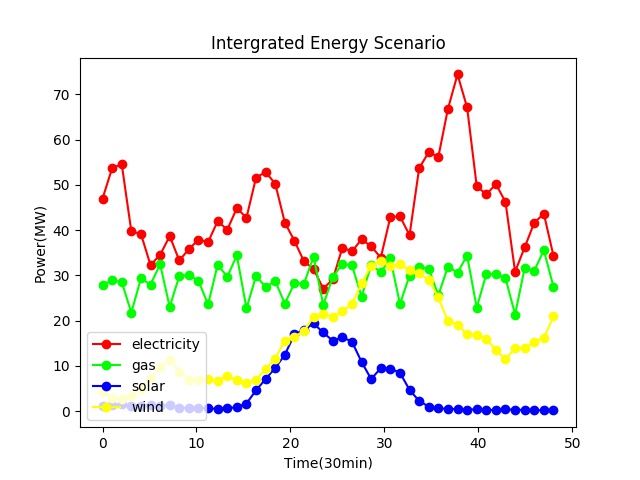 Intergrated Energy Scenario
Power(MW)
70
60
50
40
30
20
10
0
electricity
gas
solar
wind
0 10 20 30 40 50
Time(30min)